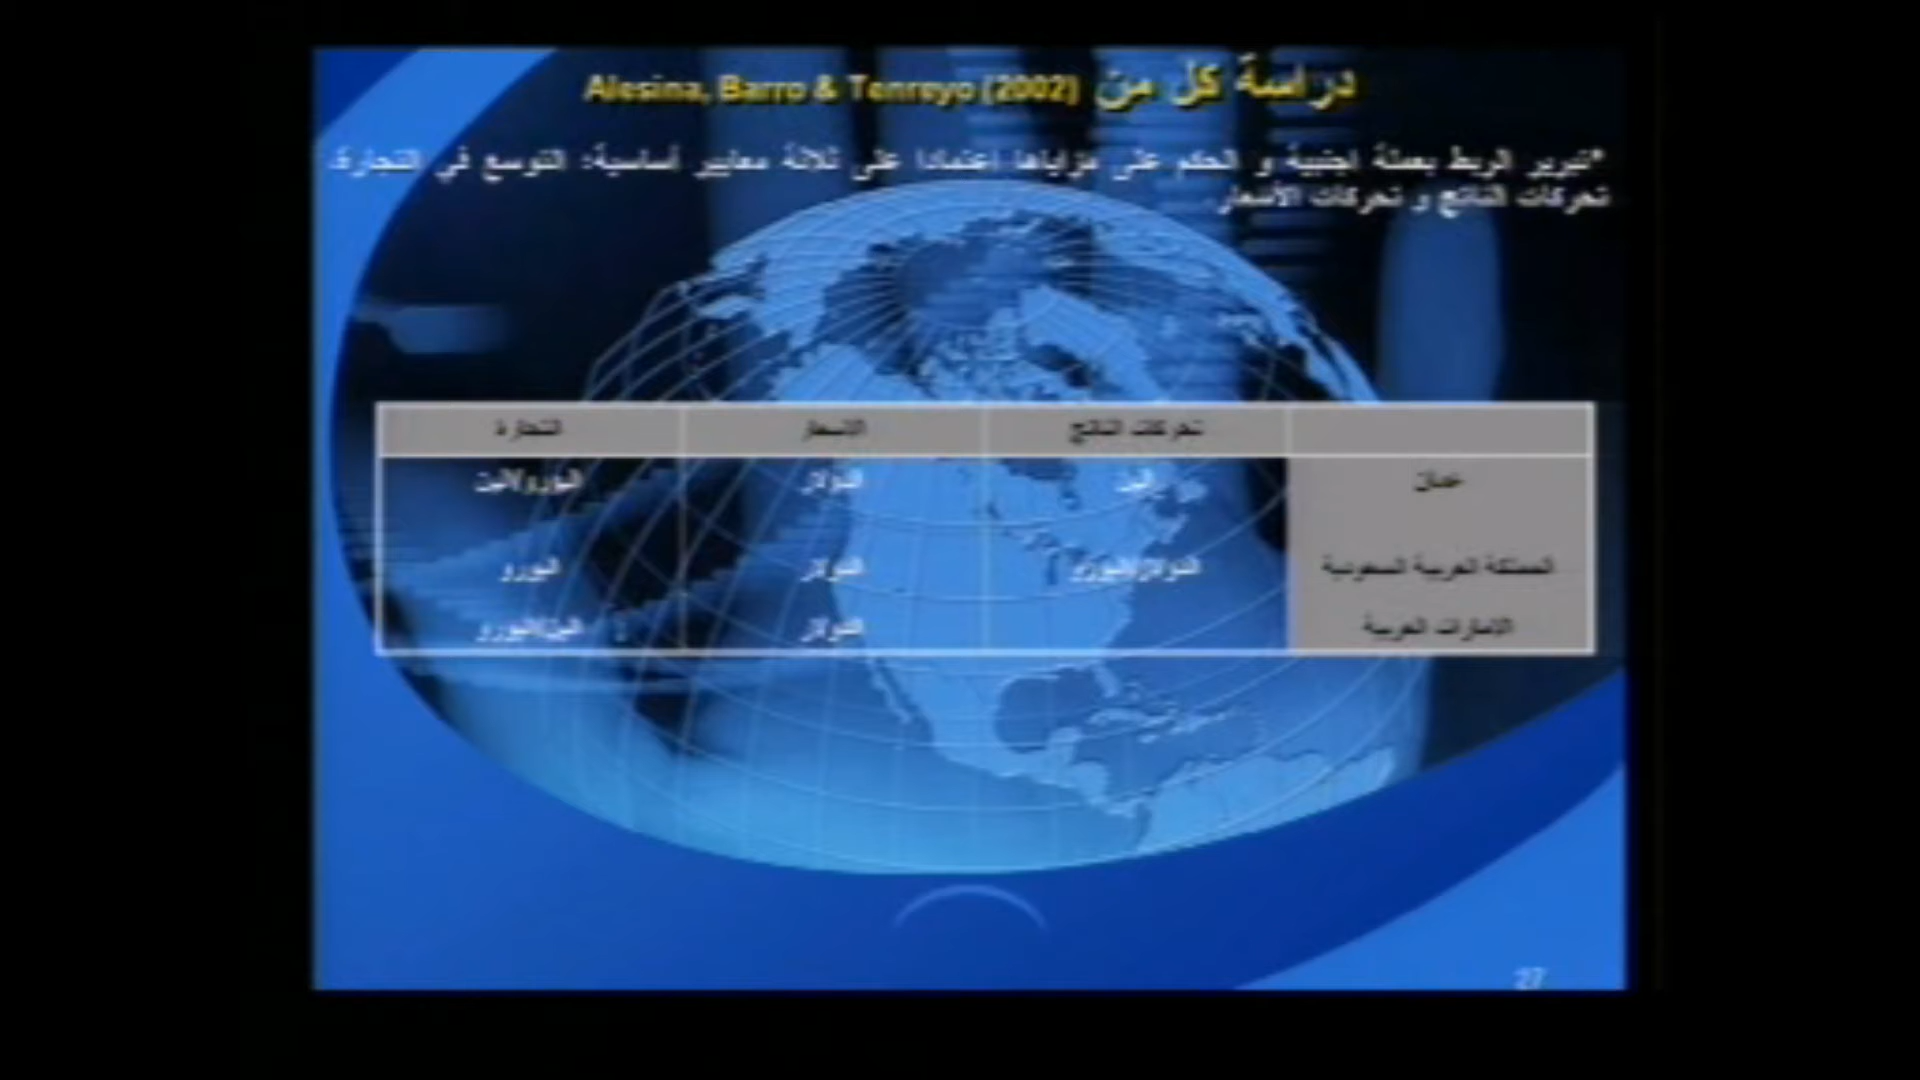 دراسة كل من Alesina, Barro & Tenreyo (2002)
*تبرير الربط بعملة اجنبية و الحكم على مزاياها اعتمادا على ثلاثة معايير أساسية: التوسع في التجارة،
تحركات الناتج و تحركات الأسعار.
تحركات الناتج الاسعار التجارة
عمان الين الدولار اليورو/الين
المملكة العربية السعودية الدولار/اليورو الدولار اليورو
الامارات العربية الدولار الين/اليورو
27